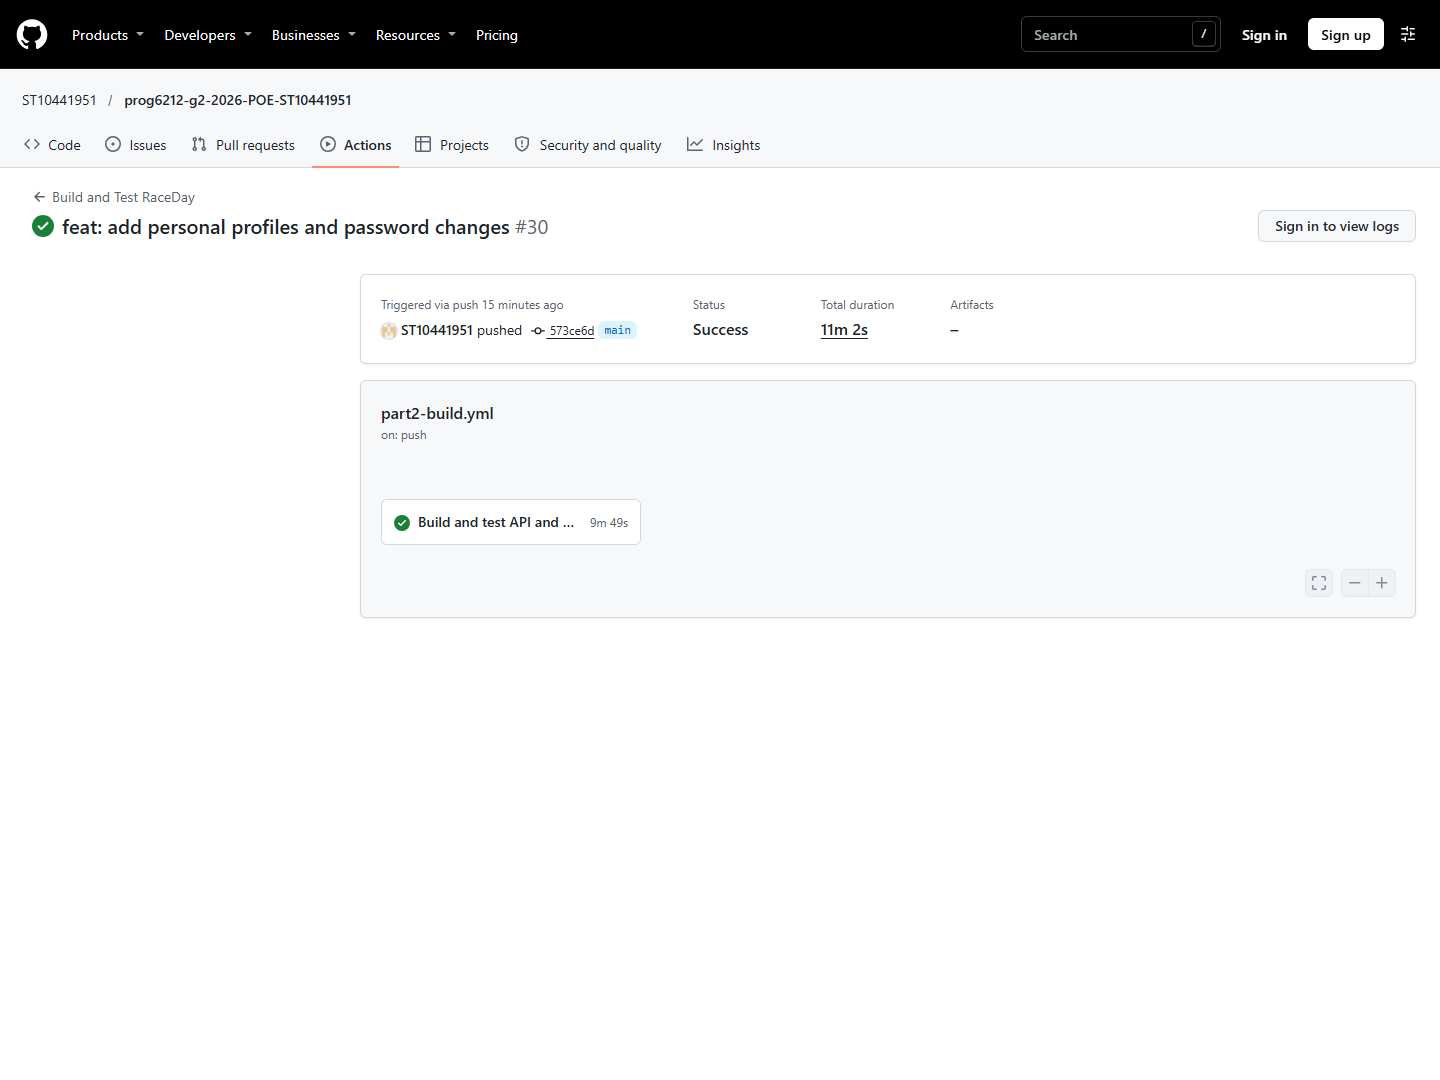 Products Developers Businesses Resources Pricing Search / Sign in Sign up
ST10441951 / prog6212-g2-2026-POE-ST10441951
Code Issues Pull requests Actions Projects Security and quality Insights
Build and Test RaceDay
feat: add personal profiles and password changes #30
Sign in to view logs
Triggered via push 15 minutes ago
ST10441951 pushed 573ce6d main
Status
Success
Total duration
11m 2s
Artifacts
–
part2-build.yml
on: push
Build and test API and ... 9m 49s